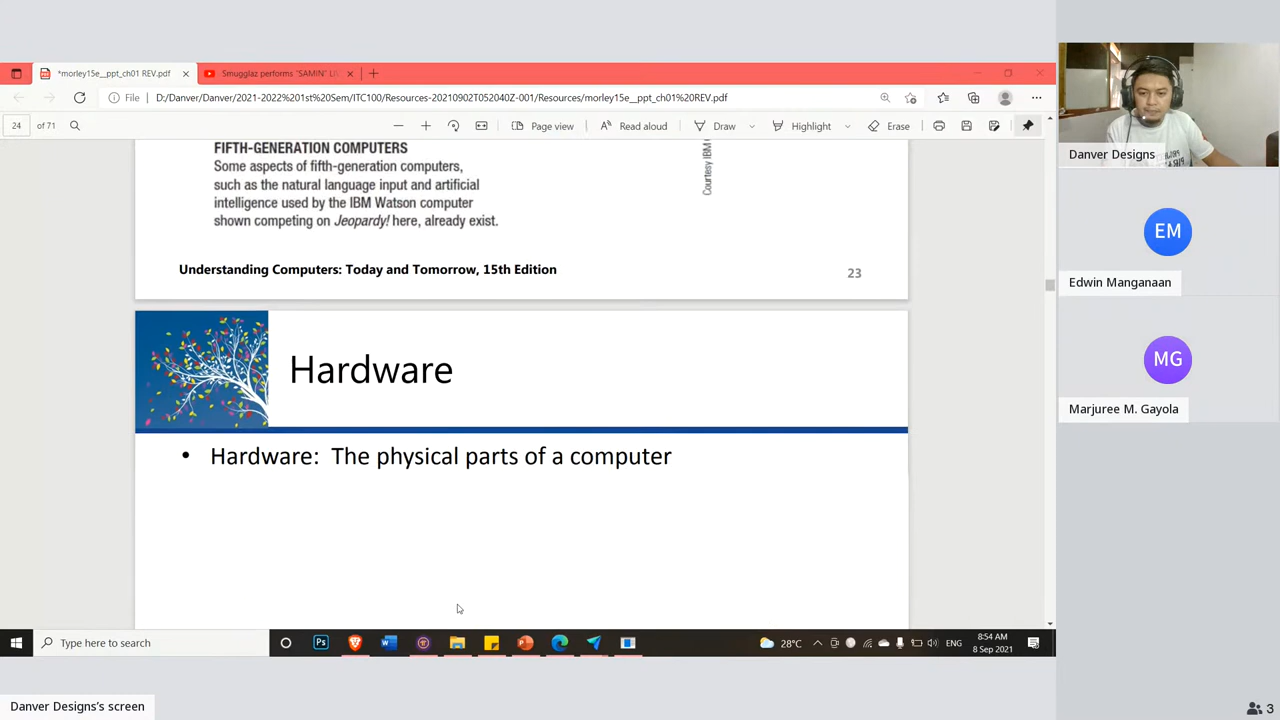 *morley15e__ppt_ch01 REV.pdf
Smugglaz performs "SAMIN" LIV
File
D:/Danver/Danver/2021-2022%201st%20Sem/ITC100/Resources-20210902T052040Z-001/Resources/morley15e__ppt_ch01%20REV.pdf
24 of 71
Page view
Read aloud
Draw
Highlight
Erase
FIFTH-GENERATION COMPUTERS
Some aspects of fifth-generation computers,
such as the natural language input and artificial
intelligence used by the IBM Watson computer
shown competing on Jeopardy! here, already exist.
Courtesy IBM
Understanding Computers: Today and Tomorrow, 15th Edition
23
Hardware
• Hardware: The physical parts of a computer
Type here to search
Ps
28°C
ENG
8:54 AM
8 Sep 2021
Danver Designs
EM
Edwin Manganaan
MG
Marjuree M. Gayola
Danver Designs's screen
3